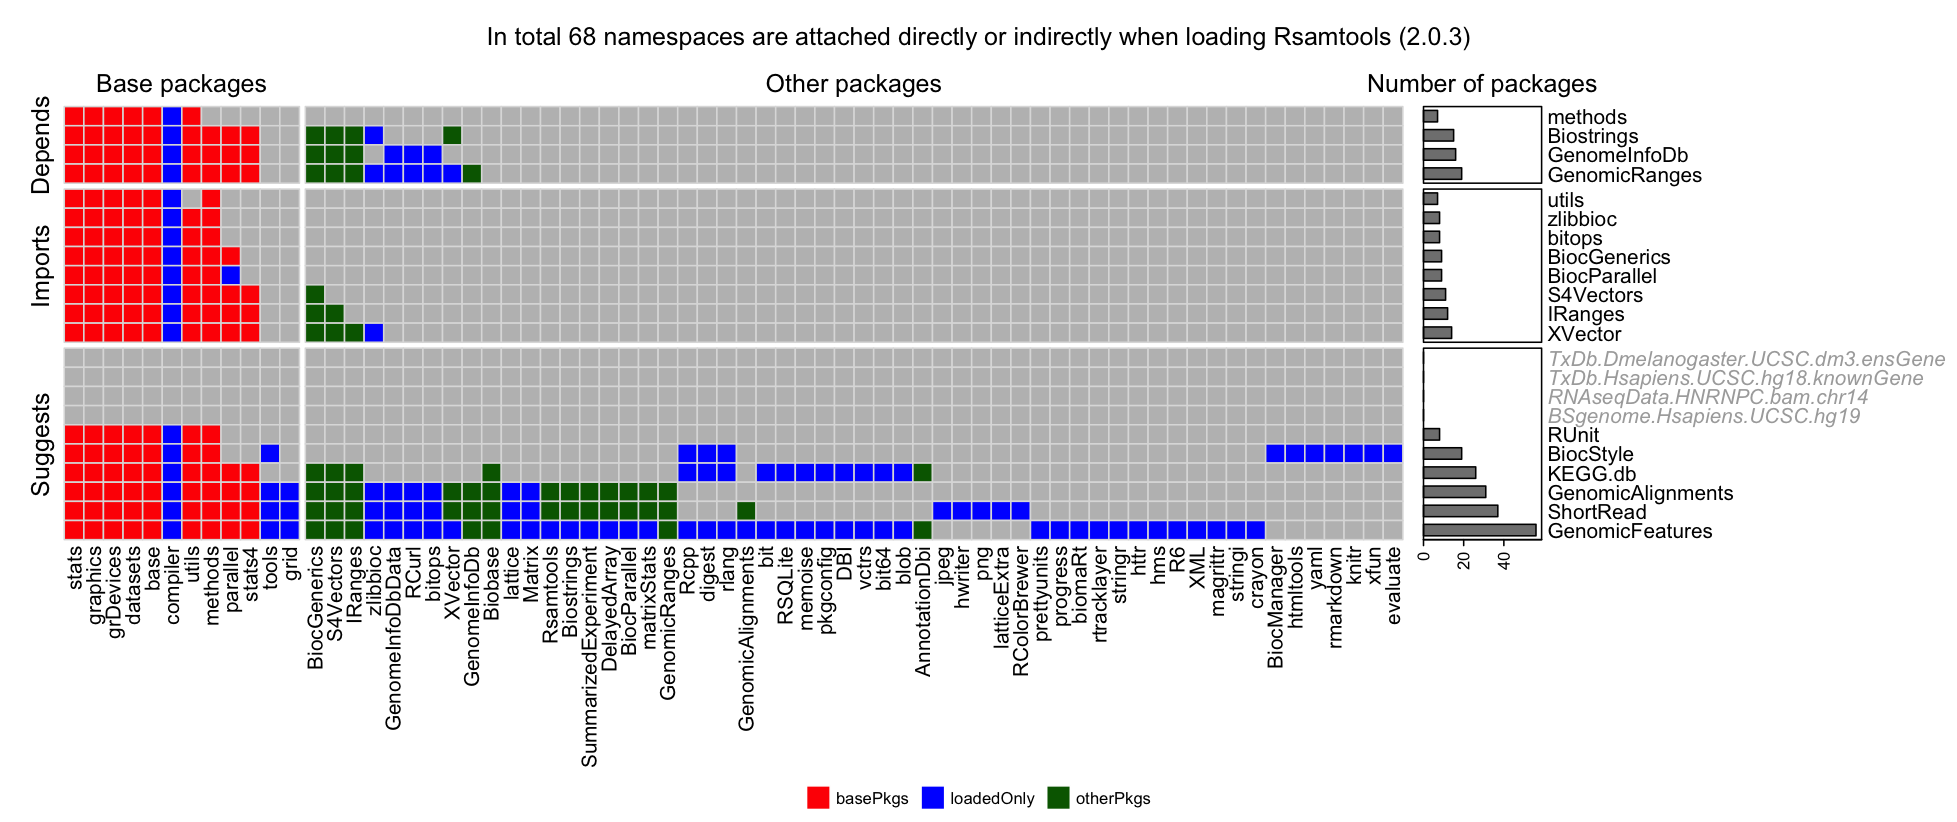 In total 68 namespaces are attached directly or indirectly when loading Rsamtools (2.0.3)
Base packages
Other packages
Number of packages
Depends
methods
Biostrings
GenomeInfoDb
GenomicRanges
Imports
utils
zlibbioc
bitops
BiocGenerics
BiocParallel
S4Vectors
IRanges
XVector
Suggests
TxDb.Dmelanogaster.UCSC.dm3.ensGene
TxDb.Hsapiens.UCSC.hg18.knownGene
RNAseqData.HNRNPC.bam.chr14
BSgenome.Hsapiens.UCSC.hg19
RUnit
BiocStyle
KEGG.db
GenomicAlignments
ShortRead
GenomicFeatures
0
20
40
stats
graphics
grDevices
datasets
base
compiler
utils
methods
parallel
stats4
tools
grid
BiocGenerics
S4Vectors
IRanges
zlibbioc
GenomeInfoDbData
RCurl
bitops
XVector
GenomeInfoDb
Biobase
lattice
Matrix
Rsamtools
Biostrings
SummarizedExperiment
DelayedArray
BiocParallel
matrixStats
GenomicRanges
Rcpp
digest
rlang
GenomicAlignments
bit
RSQLite
memoise
pkgconfig
DBI
vctrs
bit64
blob
AnnotationDbi
jpeg
hwriter
png
latticeExtra
RColorBrewer
prettyunits
progress
biomaRt
rtracklayer
stringr
httr
hms
R6
XML
magrittr
stringi
crayon
BiocManager
htmltools
yaml
rmarkdown
knitr
xfun
evaluate
basePkgs
loadedOnly
otherPkgs